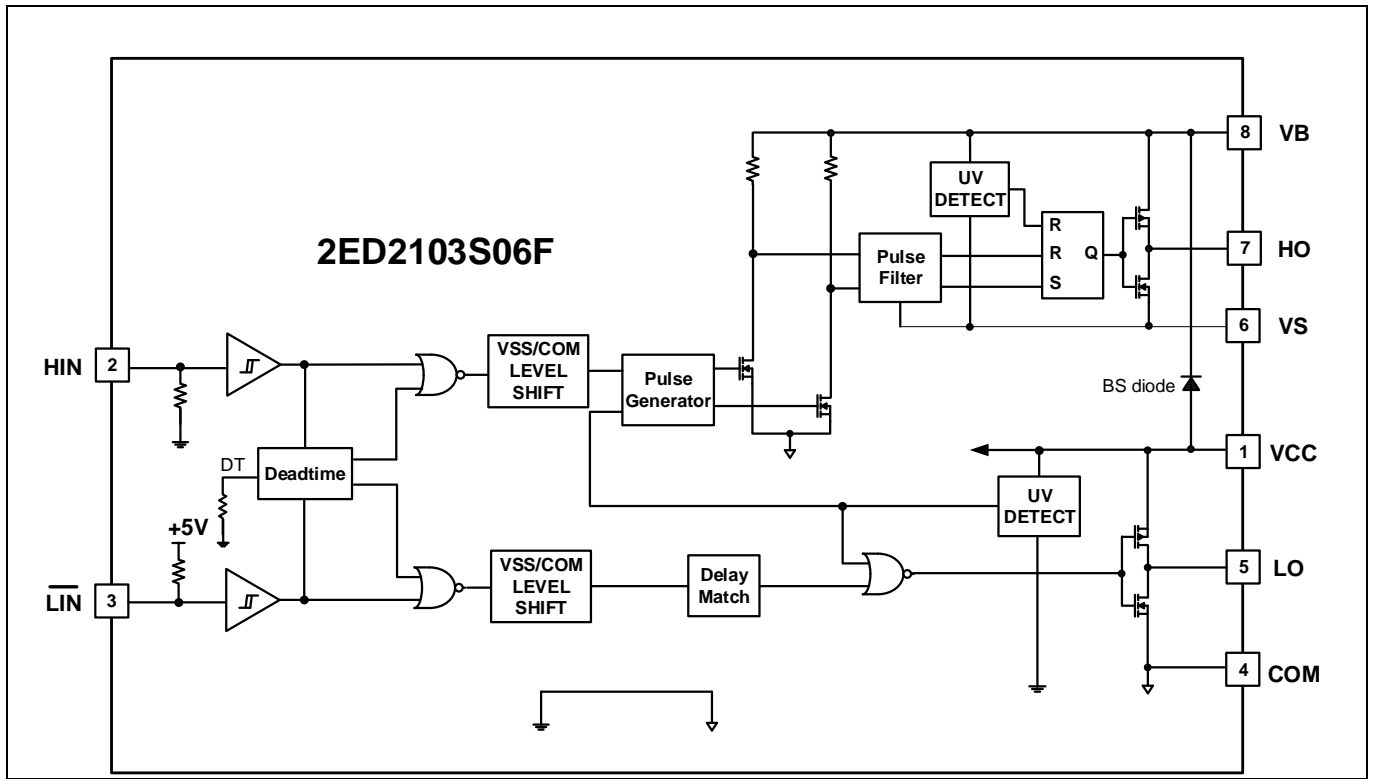 8 VB
UV
DETECT
R
2ED2103S06F
Pulse
Filter
R Q
7 HO
S
6 VS
HIN 2
VSS/COM
LEVEL
SHIFT
Pulse
Generator
BS diode
1 VCC
DT
Deadtime
UV
DETECT
+5V
LIN 3
VSS/COM
LEVEL
SHIFT
Delay
Match
5 LO
4 COM